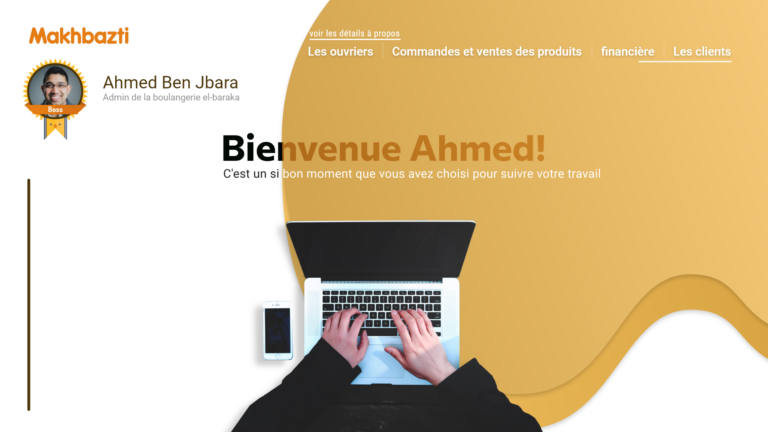 Makhbazti
voir les détails à propos
Les ouvriers
Commandes et ventes des produits
financière
Les clients
Ahmed Ben Jbara
Admin de la boulangerie el-baraka
Boss
Bienvenue Ahmed!
C'est un si bon moment que vous avez choisi pour suivre votre travail